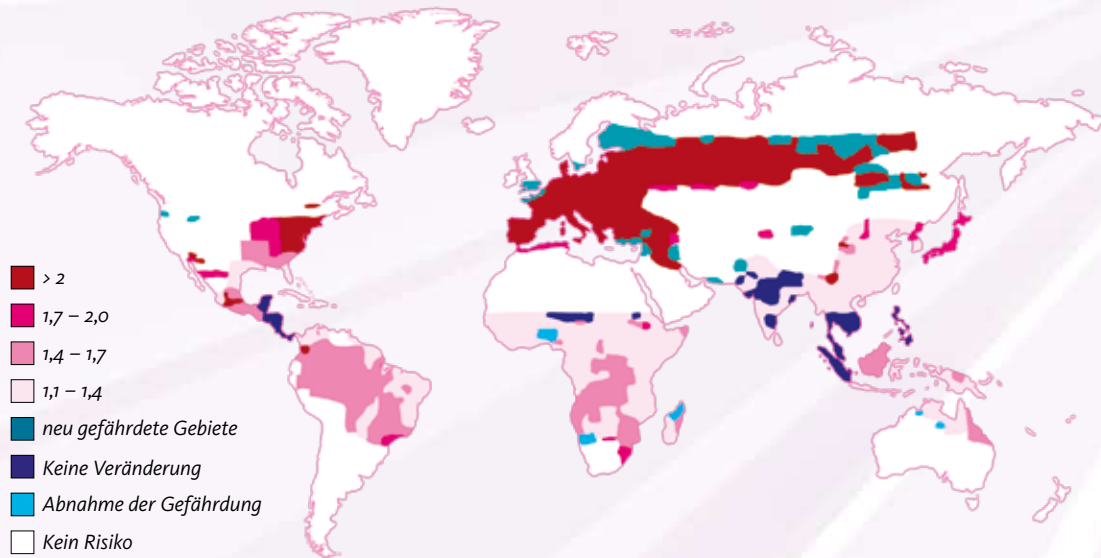 > 2
1,7 – 2,0
1,4 – 1,7
1,1 – 1,4
neu gefährdete Gebiete
Keine Veränderung
Abnahme der Gefährdung
Kein Risiko